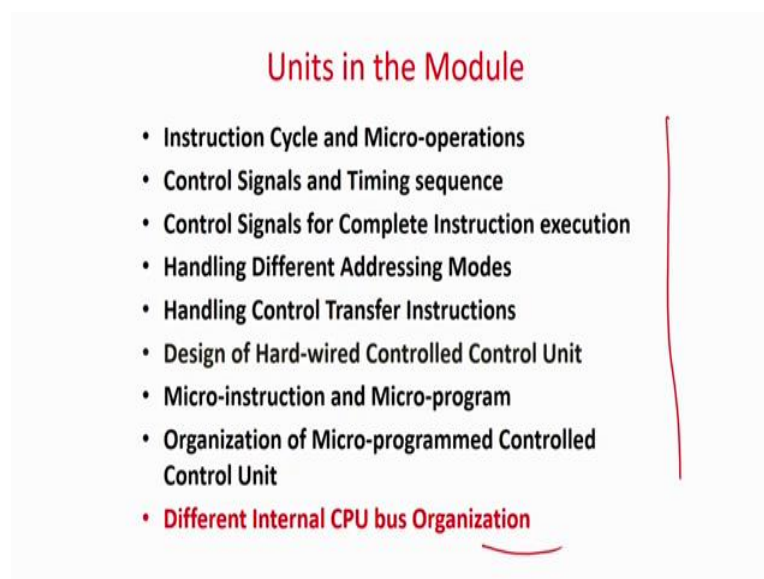 Units in the Module
• Instruction Cycle and Micro-operations
• Control Signals and Timing sequence
• Control Signals for Complete Instruction execution
• Handling Different Addressing Modes
• Handling Control Transfer Instructions
• Design of Hard-wired Controlled Control Unit
• Micro-instruction and Micro-program
• Organization of Micro-programmed Controlled
Control Unit
• Different Internal CPU bus Organization